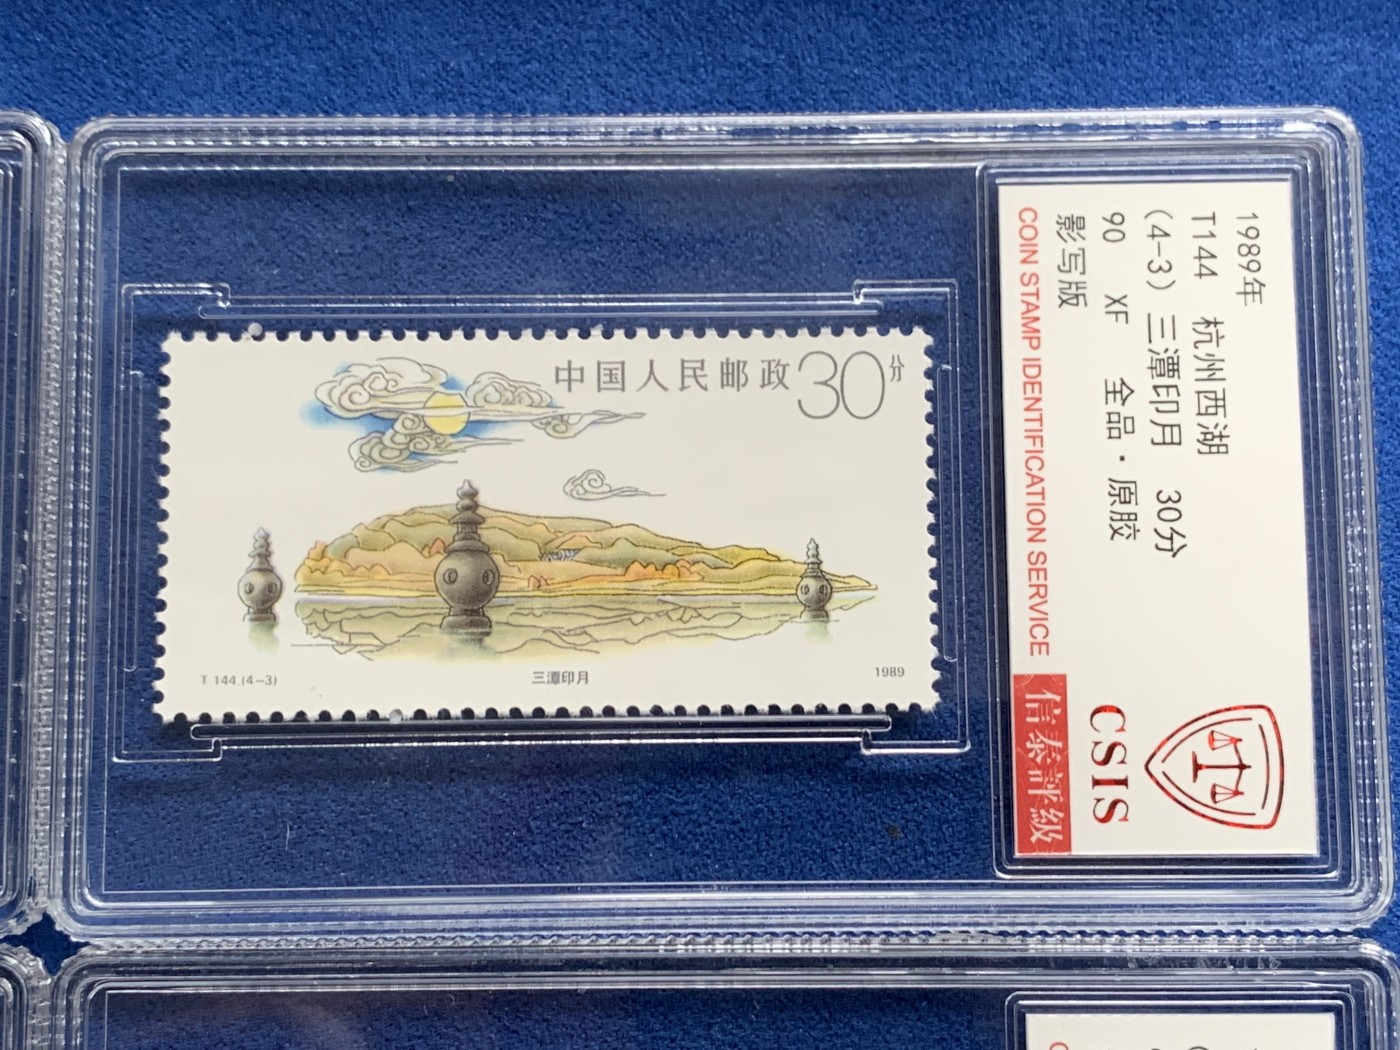 中国人民邮政30分
T 144.(4-3)
三潭印月
1989
1989年
T144 杭州西湖
(4-3) 三潭印月 30分
90 XF 全品·原胶
影写版
COIN STAMP IDENTIFICATION SERVICE
CSIS
信泰評級